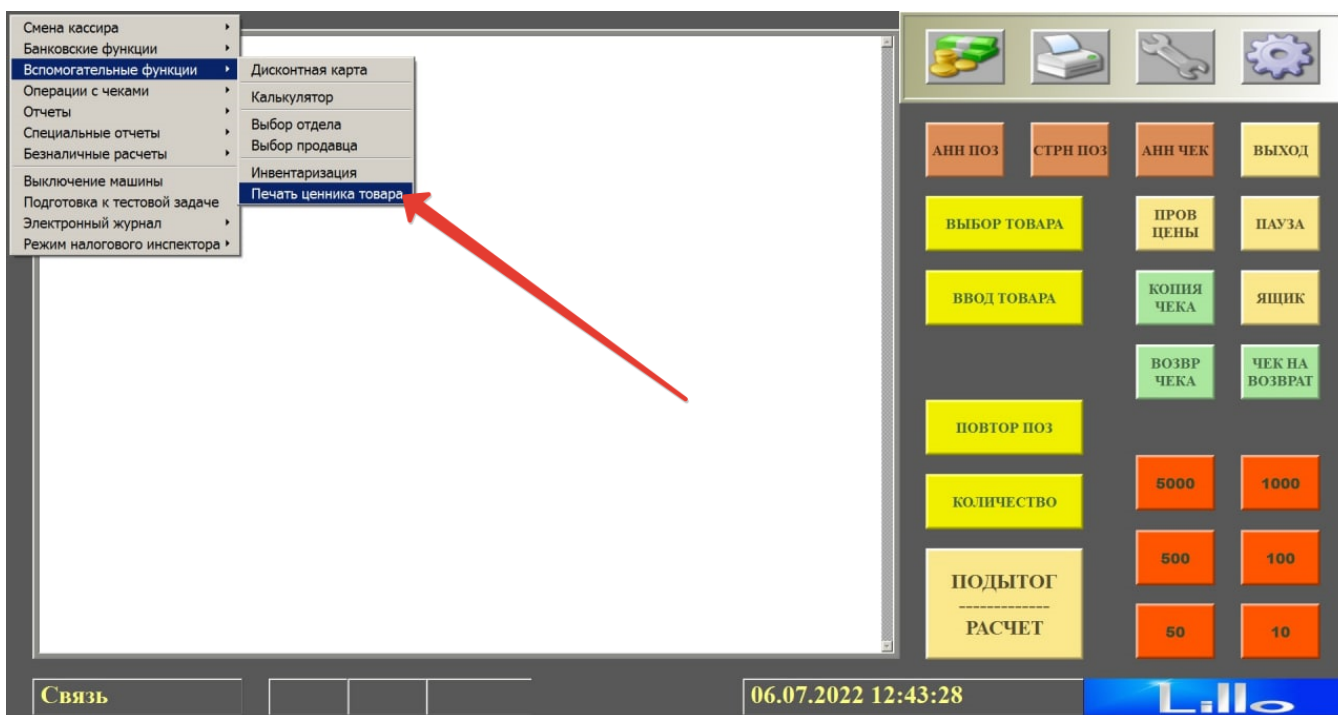 Смена кассира
Банковские функции
Вспомогательные функции
Операции с чеками
Отчеты
Специальные отчеты
Безналичные расчеты
Выключение машины
Подготовка к тестовой задаче
Электронный журнал
Режим налогового инспектора
Дисконтная карта
Калькулятор
Выбор отдела
Выбор продавца
Инвентаризация
Печать ценника товара
АНН ПОЗ
СТРН ПОЗ
АНН ЧЕК
ВЫХОД
ВЫБОР ТОВАРА
ПРОВ
ЦЕНЫ
ПАУЗА
ВВОД ТОВАРА
КОПИЯ
ЧЕКА
ЯЩИК
ВОЗВР
ЧЕКА
ЧЕК НА
ВОЗВРАТ
ПОВТОР ПОЗ
КОЛИЧЕСТВО
5000
1000
500
100
ПОДЫТОГ
-------------
РАСЧЕТ
50
10
Связь
06.07.2022 12:43:28
Lillo